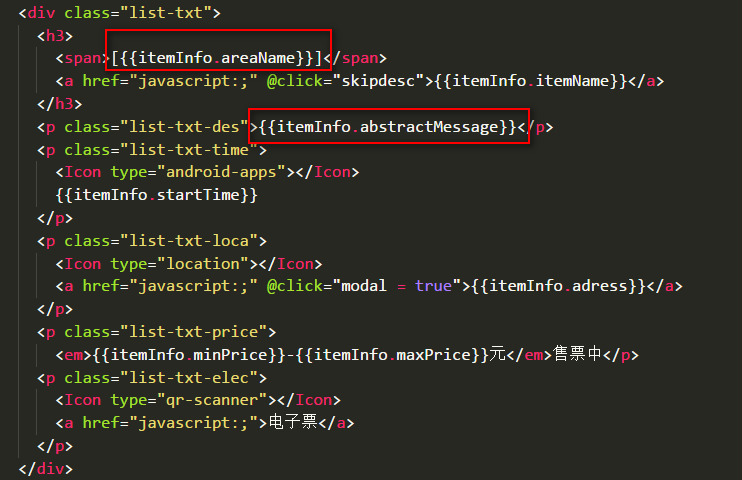 <div class="list-txt">
<h3>
<span>[{{itemInfo.areaName}}]</span>
<a href="javascript:;" @click="skipdesc">{{itemInfo.itemName}}</a>
</h3>
<p class="list-txt-des">{{itemInfo.abstractMessage}}</p>
<p class="list-txt-time">
<Icon type="android-apps"></Icon>
{{itemInfo.startTime}}
</p>
<p class="list-txt-loca">
<Icon type="location"></Icon>
<a href="javascript:;" @click="modal = true">{{itemInfo.adress}}</a>
</p>
<p class="list-txt-price">
<em>{{itemInfo.minPrice}}-{{itemInfo.maxPrice}}元</em>售票中</p>
<p class="list-txt-elec">
<Icon type="qr-scanner"></Icon>
<a href="javascript:;">电子票</a>
</p>
</div>